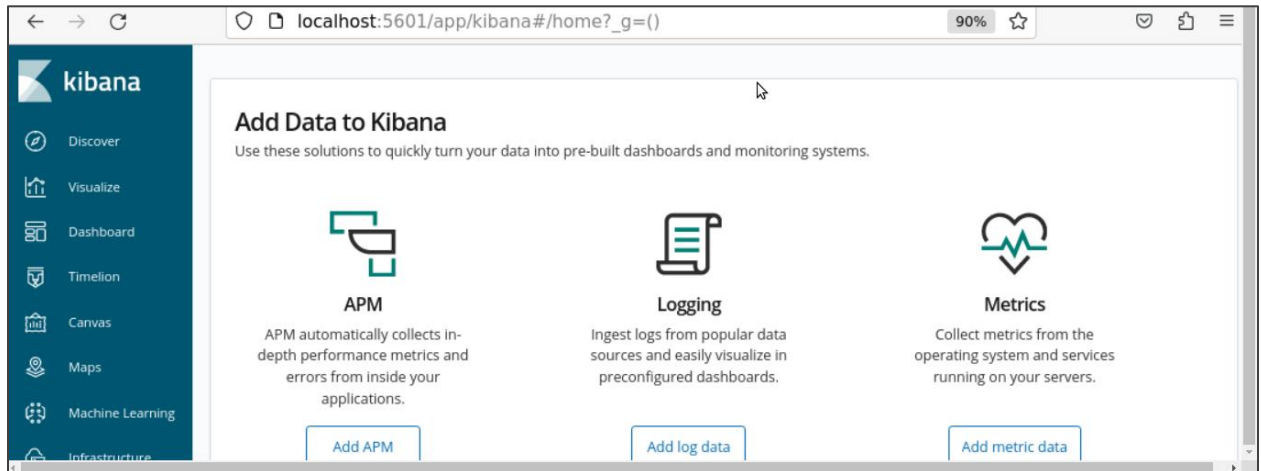 localhost:5601/app/kibana#/home?_g=()
90%
kibana
Discover
Visualize
Dashboard
Timelion
Canvas
Maps
Machine Learning
Infrastructure
Add Data to Kibana
Use these solutions to quickly turn your data into pre-built dashboards and monitoring systems.
APM
APM automatically collects in-
depth performance metrics and
errors from inside your
applications.
Add APM
Logging
Ingest logs from popular data
sources and easily visualize in
preconfigured dashboards.
Add log data
Metrics
Collect metrics from the
operating system and services
running on your servers.
Add metric data